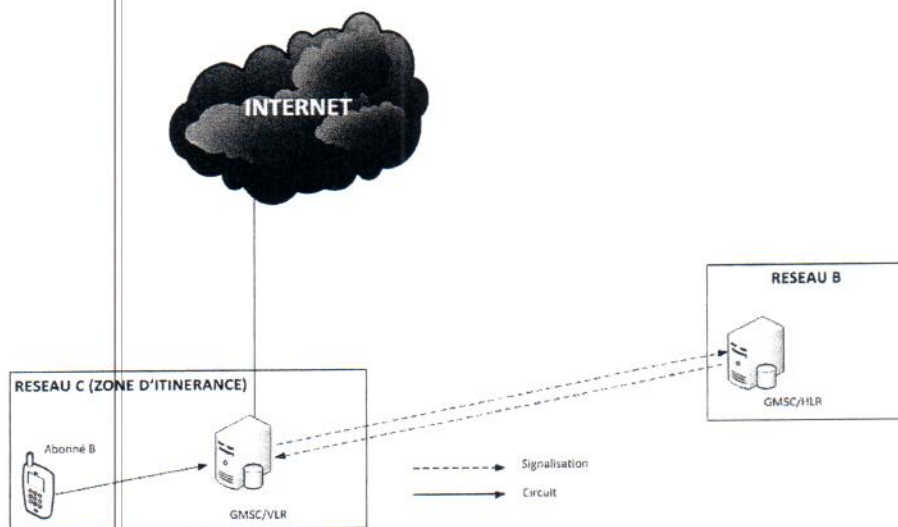 INTERNET
RESEAU B
GMSC/HLR
RESEAU C (ZONE D'ITINERANCE)
Abonné B
GMSC/VLR
Signalisation
Circuit